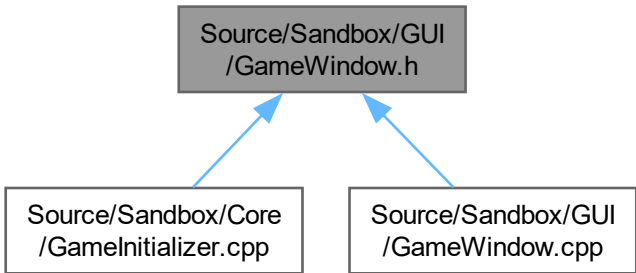 Source/Sandbox/GUI
/GameWindow.h
Source/Sandbox/Core
/GameInitializer.cpp
Source/Sandbox/GUI
/GameWindow.cpp